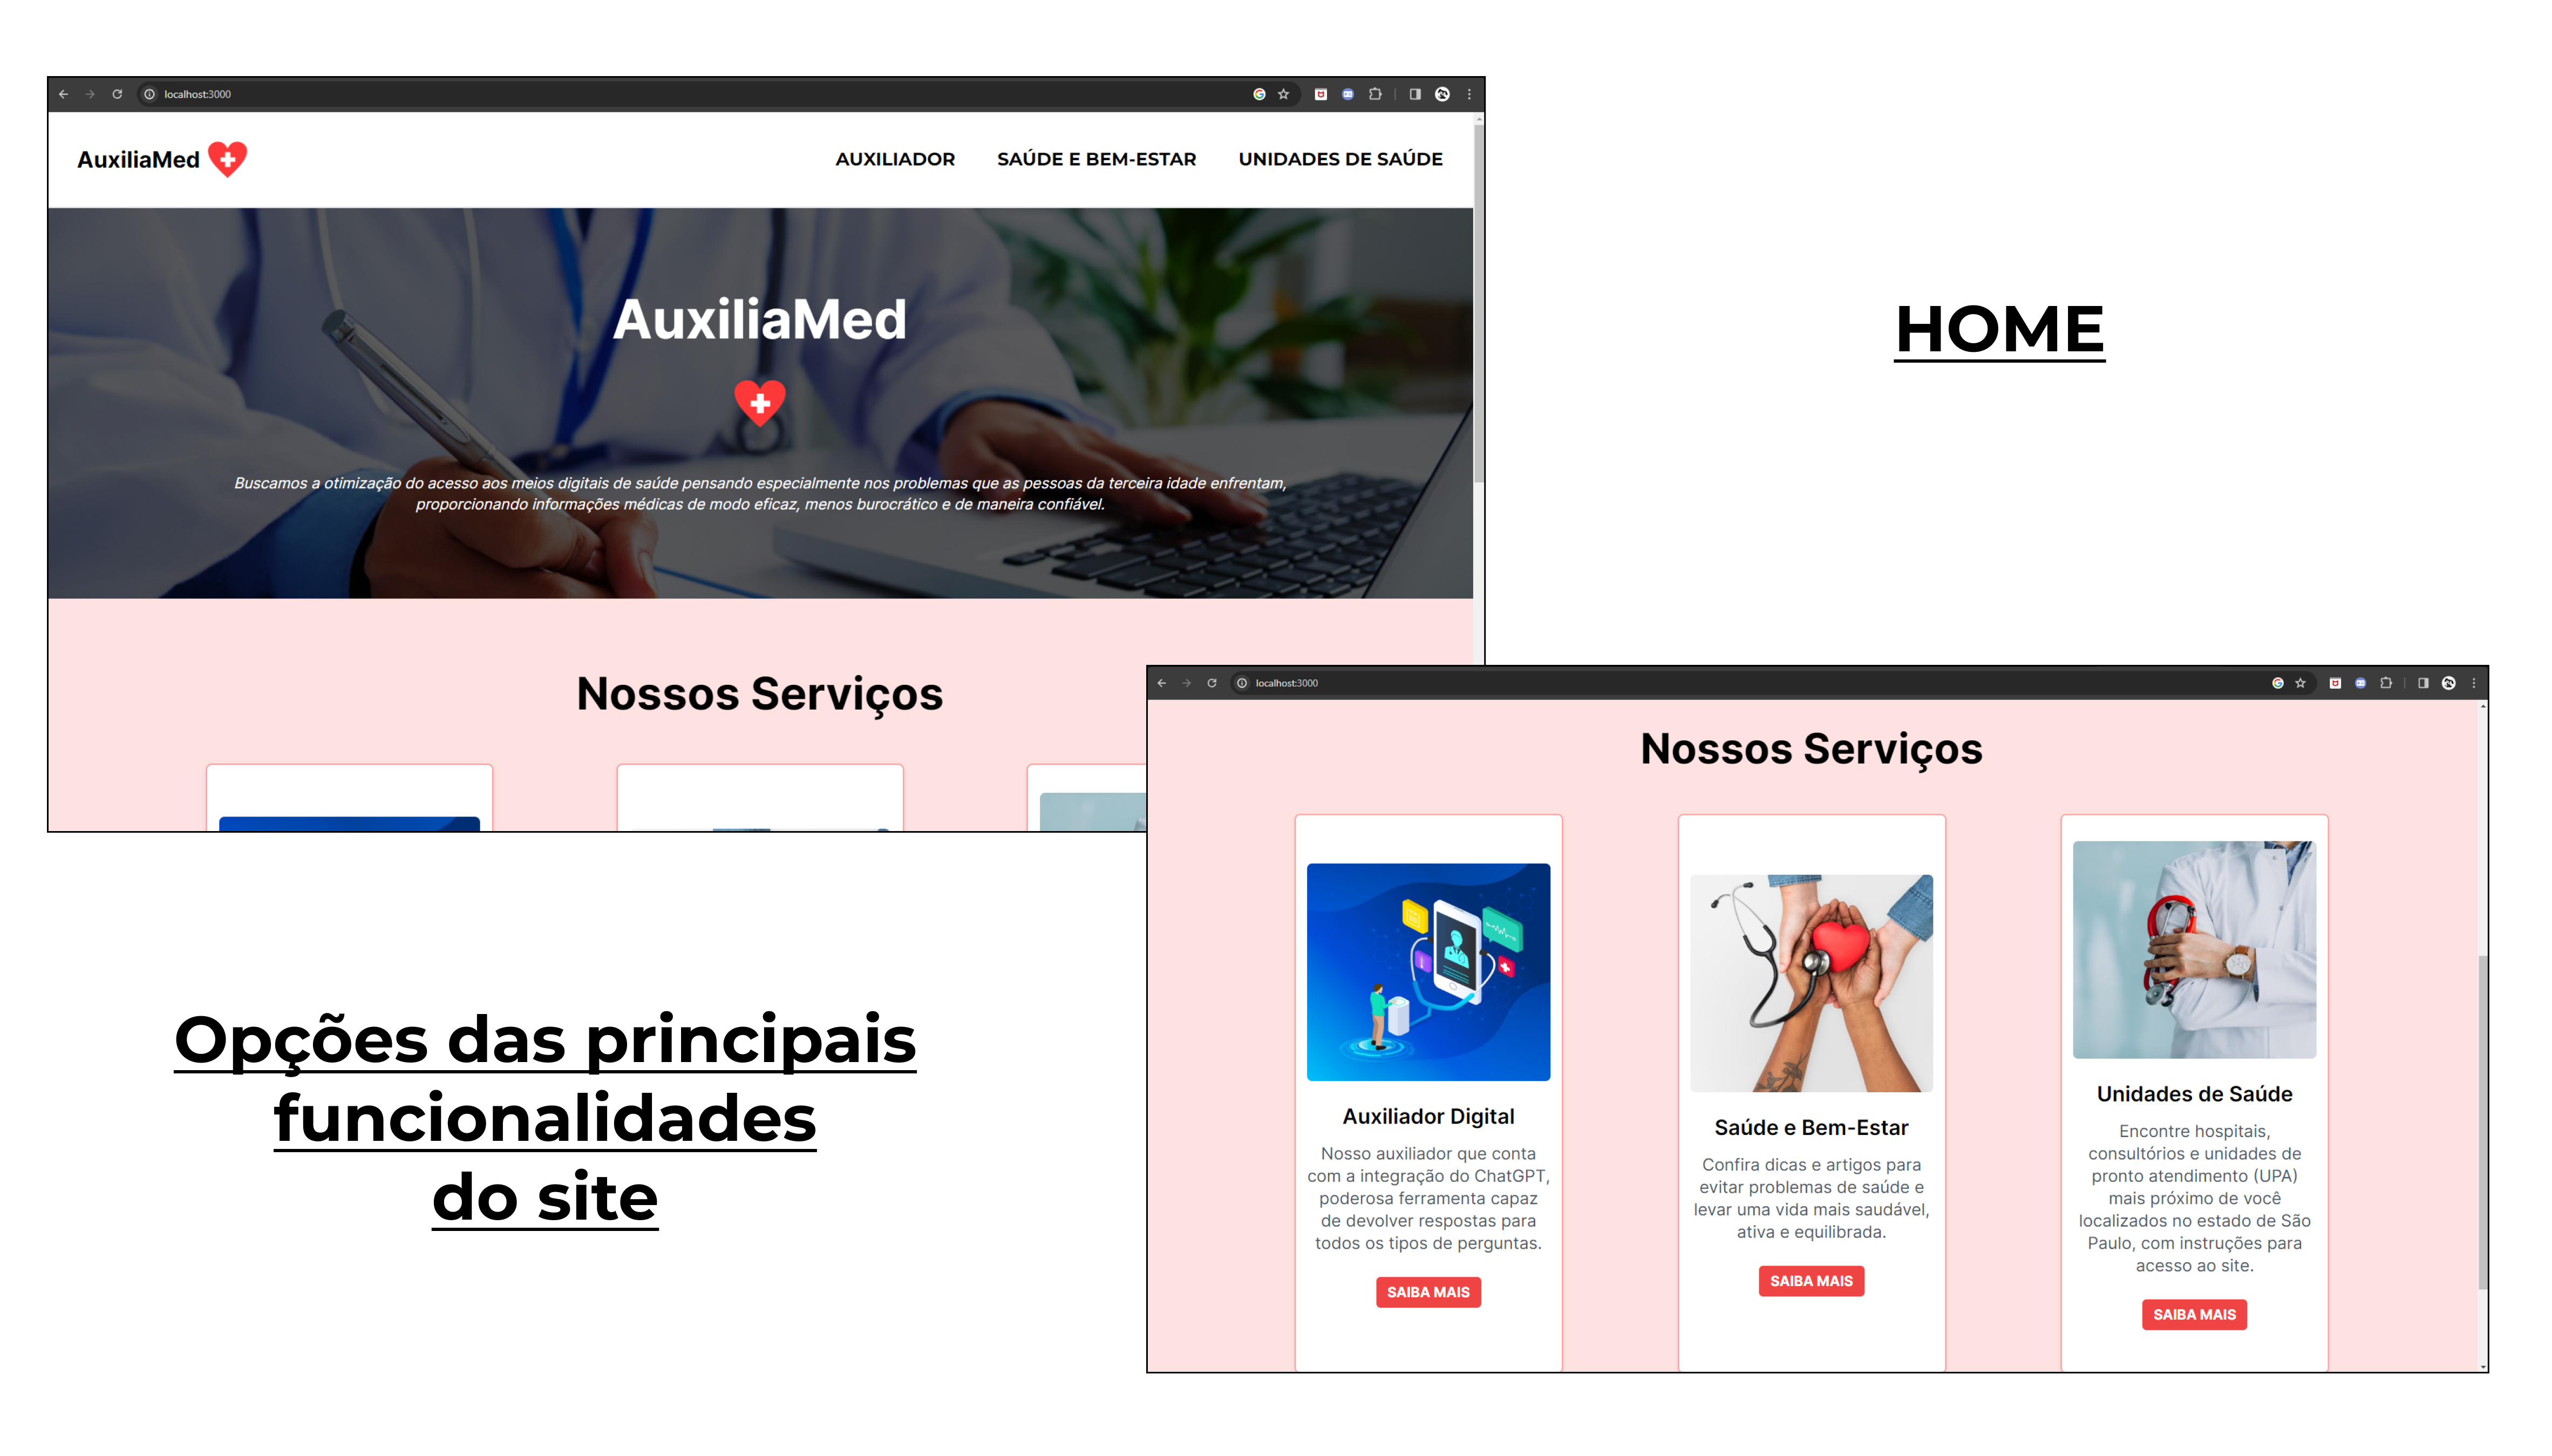 localhost:3000
AuxiliaMed
AUXILIADOR
SAÚDE E BEM-ESTAR
UNIDADES DE SAÚDE
AuxiliaMed
Buscamos a otimização do acesso aos meios digitais de saúde pensando especialmente nos problemas que as pessoas da terceira idade enfrentam,
proporcionando informações médicas de modo eficaz, menos burocrático e de maneira confiável.
Nossos Serviços
HOME
localhost:3000
Nossos Serviços
Auxiliador Digital
Nosso auxiliador que conta
com a integração do ChatGPT,
poderosa ferramenta capaz
de devolver respostas para
todos os tipos de perguntas.
SAIBA MAIS
Saúde e Bem-Estar
Confira dicas e artigos para
evitar problemas de saúde e
levar uma vida mais saudável,
ativa e equilibrada.
SAIBA MAIS
Unidades de Saúde
Encontre hospitais,
consultórios e unidades de
pronto atendimento (UPA)
mais próximo de você
localizados no estado de São
Paulo, com instruções para
acesso ao site.
SAIBA MAIS
Opções das principais
funcionalidades
do site